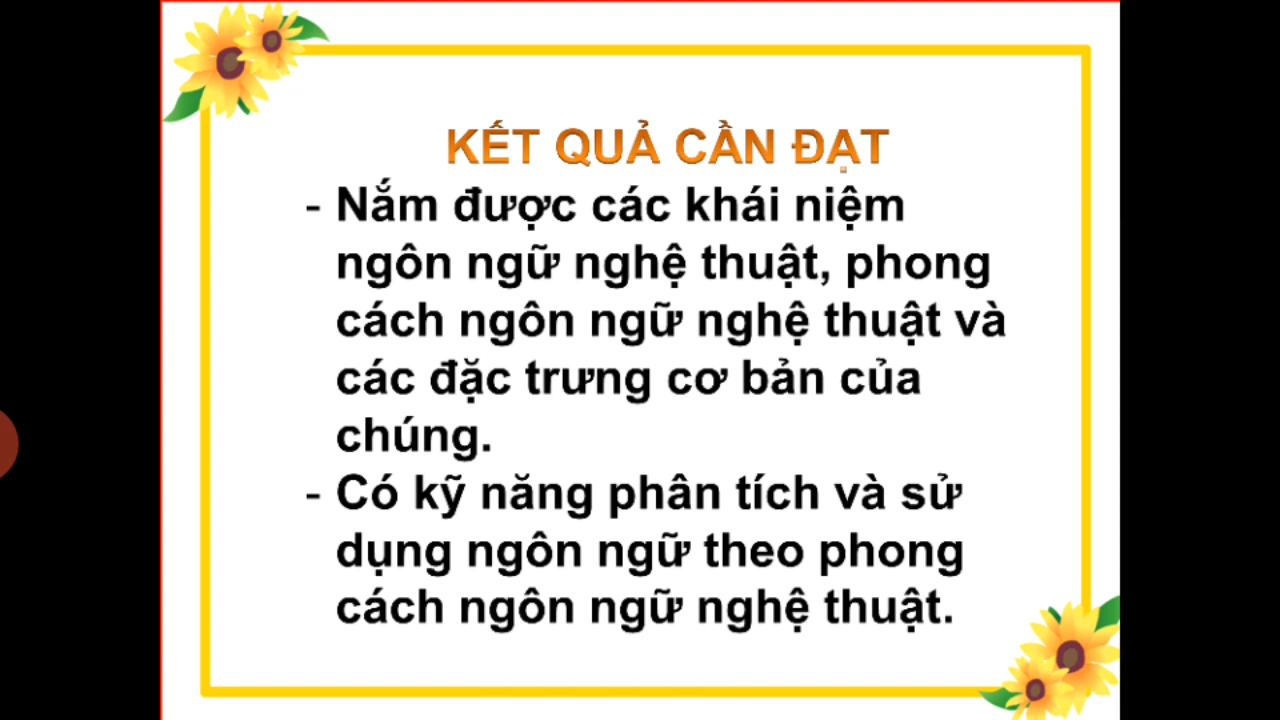 KẾT QUẢ CẦN ĐẠT
- Nắm được các khái niệm
ngôn ngữ nghệ thuật, phong
cách ngôn ngữ nghệ thuật và
các đặc trưng cơ bản của
chúng.
- Có kỹ năng phân tích và sử
dụng ngôn ngữ theo phong
cách ngôn ngữ nghệ thuật.